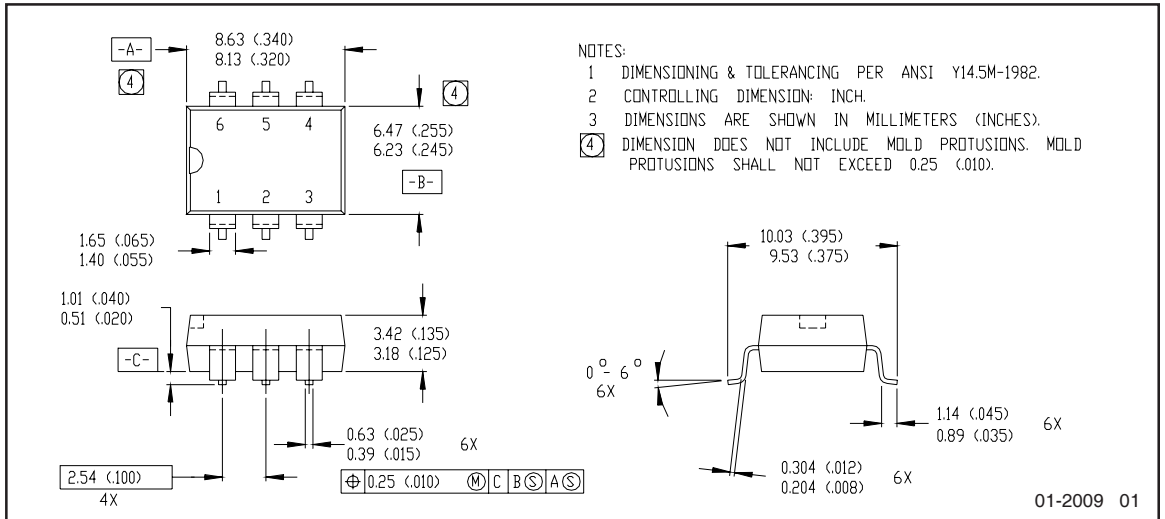 -A-
8.63 (.340)
8.13 (.320)
4
4
6 5 4
1 2 3
6.47 (.255)
6.23 (.245)
-B-
1.65 (.065)
1.40 (.055)
NOTES:
1 DIMENSIONING & TOLERANCING PER ANSI Y14.5M-1982.
2 CONTROLLING DIMENSION: INCH.
3 DIMENSIONS ARE SHOWN IN MILLIMETERS (INCHES).
4 DIMENSION DOES NOT INCLUDE MOLD PROTUSIONS. MOLD
PROTUSIONS SHALL NOT EXCEED 0.25 (.010).
1.01 (.040)
0.51 (.020)
-C-
3.42 (.135)
3.18 (.125)
0.63 (.025)
0.39 (.015)
6X
2.54 (.100)
4X
⌖ 0.25 (.010) Ⓜ C B Ⓢ A Ⓢ
10.03 (.395)
9.53 (.375)
0° - 6°
6X
1.14 (.045)
0.89 (.035)
6X
0.304 (.012)
0.204 (.008)
6X
01-2009 01